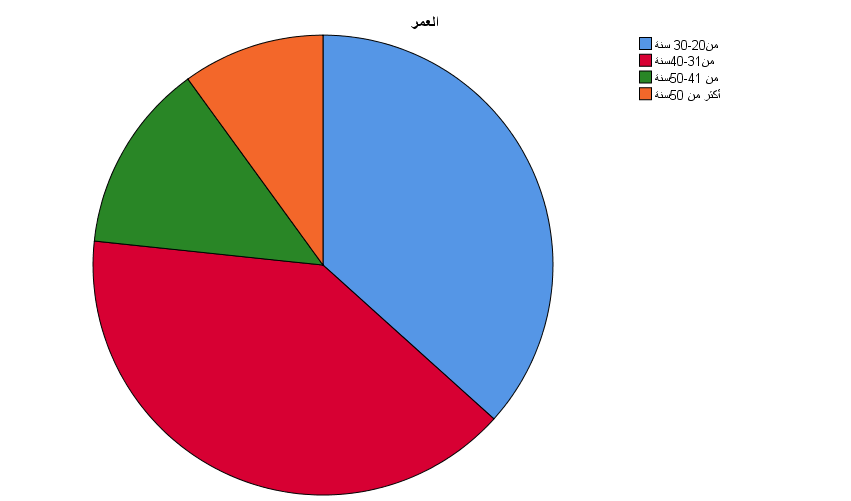 العمر
من20-30 سنة
من31-40سنة
من 41-50سنة
أكثر من 50سنة